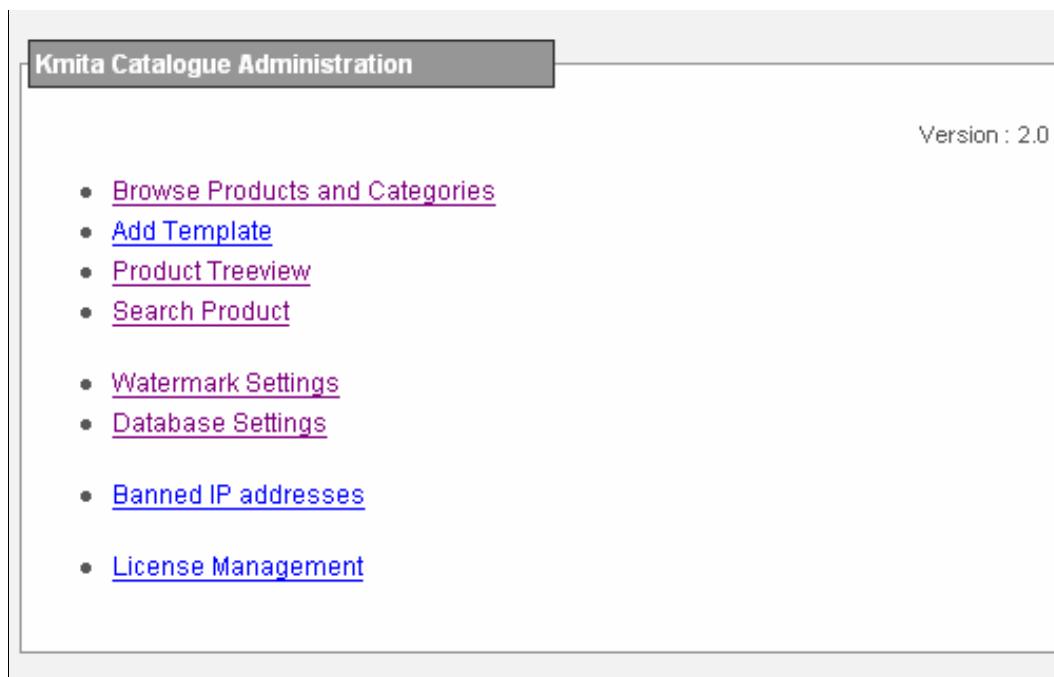 Kmita Catalogue Administration
Version : 2.0
Browse Products and Categories
Add Template
Product Treeview
Search Product
Watermark Settings
Database Settings
Banned IP addresses
License Management